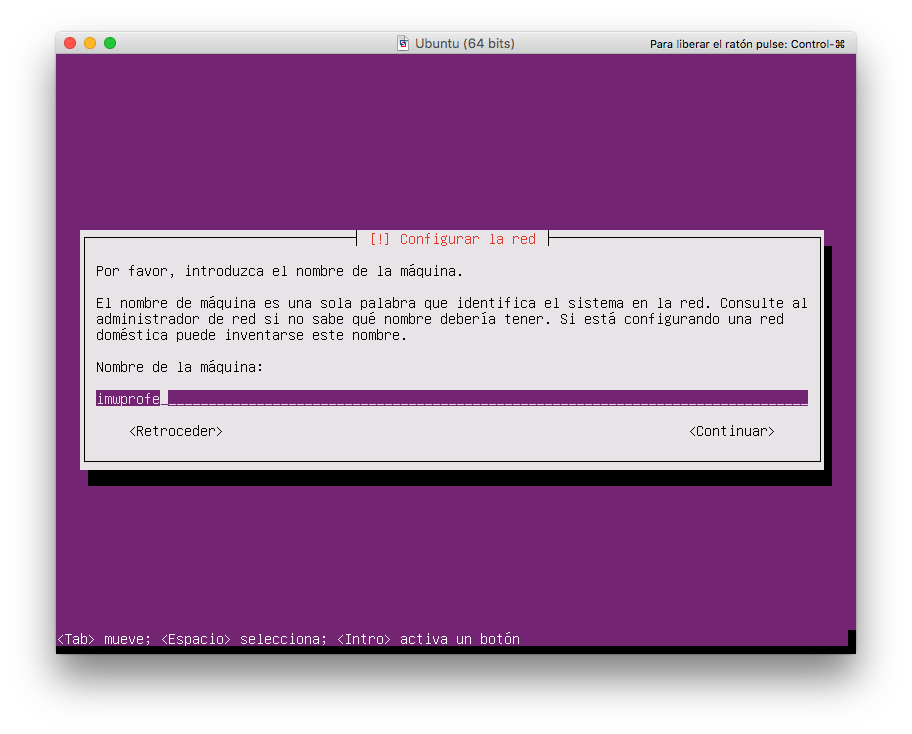 Ubuntu (64 bits)
Para liberar el ratón pulse: Control-⌘
[!] Configurar la red
Por favor, introduzca el nombre de la máquina.
El nombre de máquina es una sola palabra que identifica el sistema en la red. Consulte al
administrador de red si no sabe qué nombre debería tener. Si está configurando una red
doméstica puede inventarse este nombre.
Nombre de la máquina:
imwprofe
<Retroceder> <Continuar>
<Tab> mueve; <Espacio> selecciona; <Intro> activa un botón